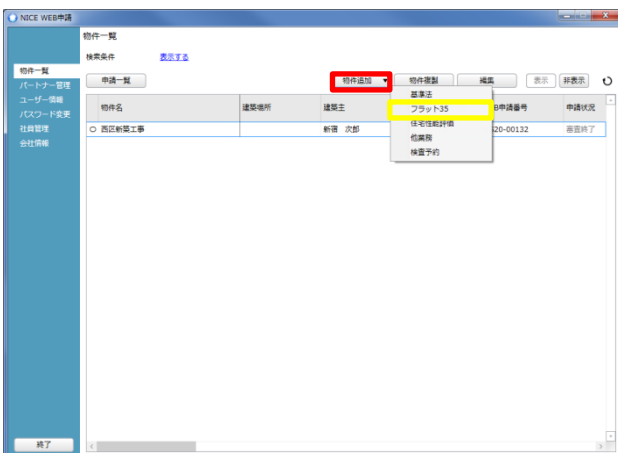 NICE WEB申請
物件一覧
検索条件 表示する
物件一覧
パートナー管理
ユーザー情報
パスワード変更
社員管理
会社情報
申請一覧 物件追加 ▼ 物件複製 編集 表示 非表示
基準法
フラット35
住宅性能評価
他業務
検査予約
物件名 建築場所 建築主 B申請番号 申請状況
西区新築工事 新宿 次郎 S20-00132 審査終了
終了